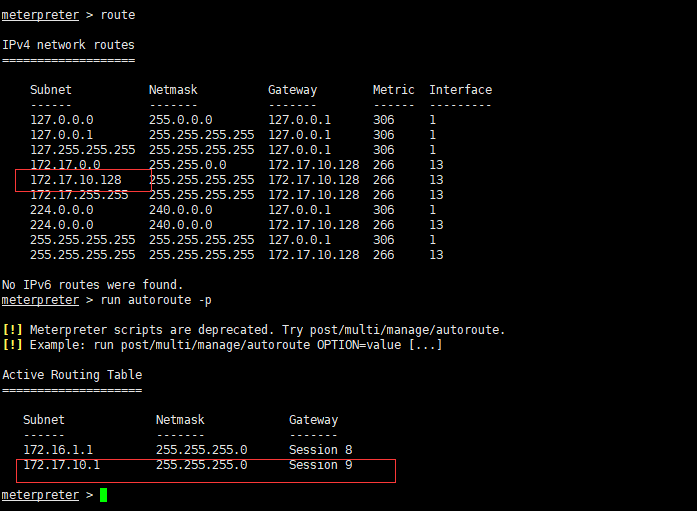 meterpreter > route
IPv4 network routes
===================
Subnet Netmask Gateway Metric Interface
------ ------- ------- ------ ---------
127.0.0.0 255.0.0.0 127.0.0.1 306 1
127.0.0.1 255.255.255.255 127.0.0.1 306 1
127.255.255.255 255.255.255.255 127.0.0.1 306 1
172.17.0.0 255.255.0.0 172.17.10.128 266 13
172.17.10.128 255.255.255.255 172.17.10.128 266 13
172.17.255.255 255.255.255.255 172.17.10.128 266 13
224.0.0.0 240.0.0.0 127.0.0.1 306 1
224.0.0.0 240.0.0.0 172.17.10.128 266 13
255.255.255.255 255.255.255.255 127.0.0.1 306 1
255.255.255.255 255.255.255.255 172.17.10.128 266 13
No IPv6 routes were found.
meterpreter > run autoroute -p
[!] Meterpreter scripts are deprecated. Try post/multi/manage/autoroute.
[!] Example: run post/multi/manage/autoroute OPTION=value [...]
Active Routing Table
====================
Subnet Netmask Gateway
------ ------- -------
172.16.1.1 255.255.255.0 Session 8
172.17.10.1 255.255.255.0 Session 9
meterpreter >